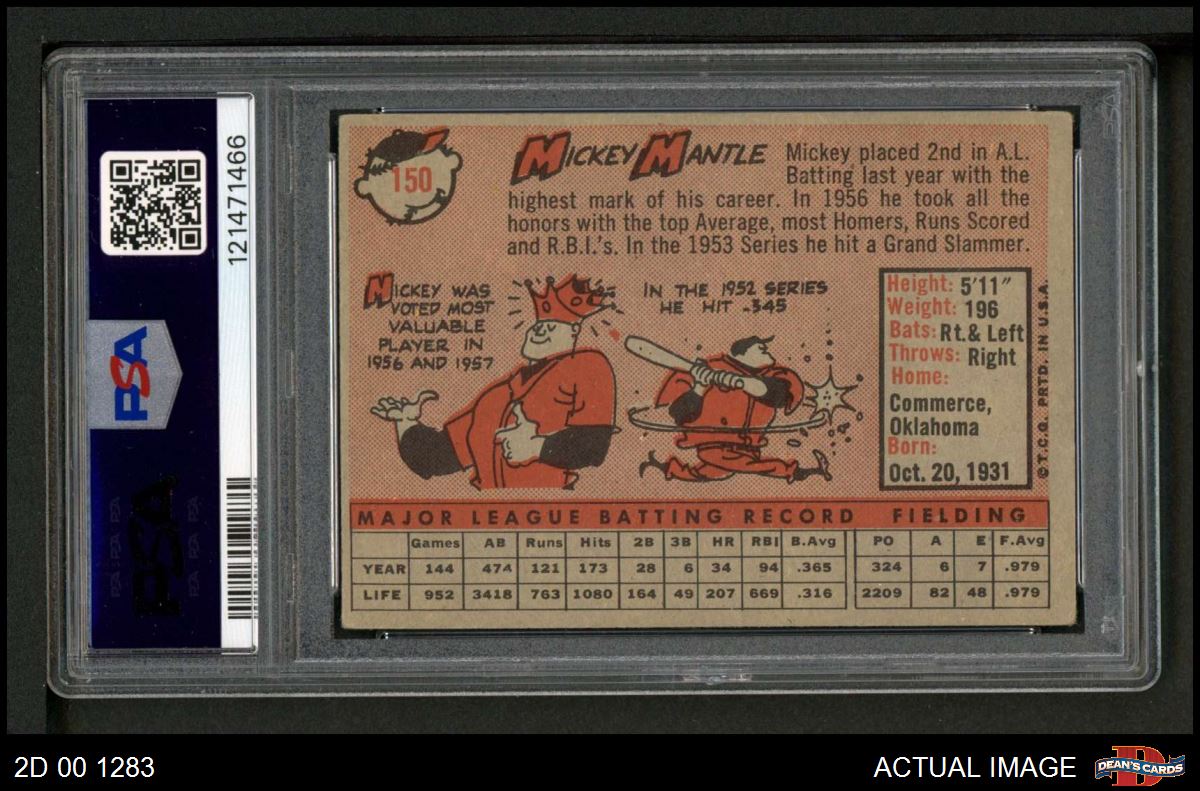 121471466
PSA
PSA
150
MICKEY MANTLE
Mickey placed 2nd in A.L.
Batting last year with the
highest mark of his career. In 1956 he took all the
honors with the top Average, most Homers, Runs Scored
and R.B.I.'s. In the 1953 Series he hit a Grand Slammer.
MICKEY WAS
VOTED MOST
VALUABLE
PLAYER IN
1956 AND 1957
IN THE 1952 SERIES
HE HIT .345
Height: 5'11"
Weight: 196
Bats: Rt.& Left
Throws: Right
Home:
Commerce,
Oklahoma
Born:
Oct. 20, 1931
© T.C.G. PRTD. IN U.S.A.
MAJOR LEAGUE BATTING RECORD FIELDING
Games AB Runs Hits 2B 3B HR RBI B.Avg PO A E F.Avg
YEAR 144 474 121 173 28 6 34 94 .365 324 6 7 .979
LIFE 952 3418 763 1080 164 49 207 669 .316 2209 82 48 .979
2D 00 1283
ACTUAL IMAGE
DEAN'S CARDS